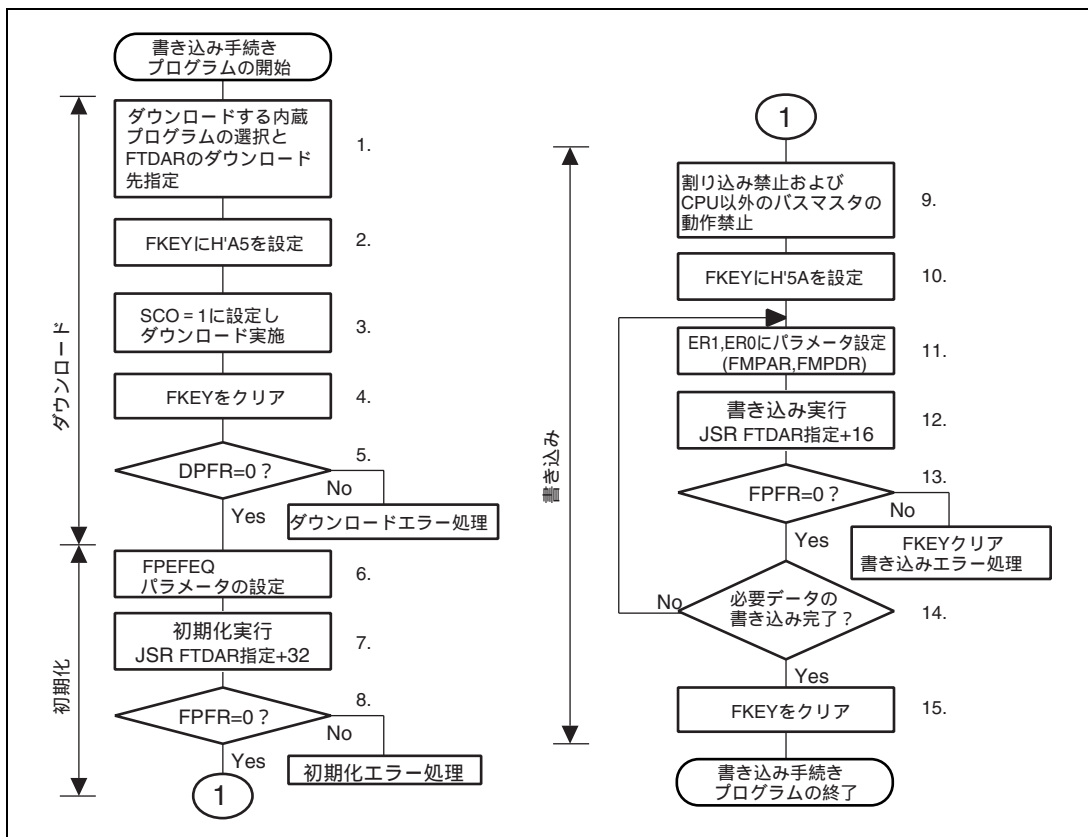 書き込み手続き
プログラムの開始
ダウンロードする内蔵
プログラムの選択と
FTDARのダウンロード
先指定
1.
FKEYにH'A5を設定
2.
SCO = 1に設定し
ダウンロード実施
3.
FKEYをクリア
4.
DPFR=0？
5.
No
Yes
ダウンロードエラー処理
ダウンロード
FPEFEQ
パラメータの設定
6.
初期化実行
JSR FTDAR指定+32
7.
FPFR=0？
8.
No
Yes
初期化エラー処理
初期化
1
1
割り込み禁止および
CPU以外のバスマスタの
動作禁止
9.
FKEYにH'5Aを設定
10.
ER1,ER0にパラメータ設定
(FMPAR,FMPDR)
11.
書き込み実行
JSR FTDAR指定+16
12.
FPFR=0？
13.
No
Yes
FKEYクリア
書き込みエラー処理
必要データの
書き込み完了？
14.
No
Yes
FKEYをクリア
15.
書き込み
書き込み手続き
プログラムの終了